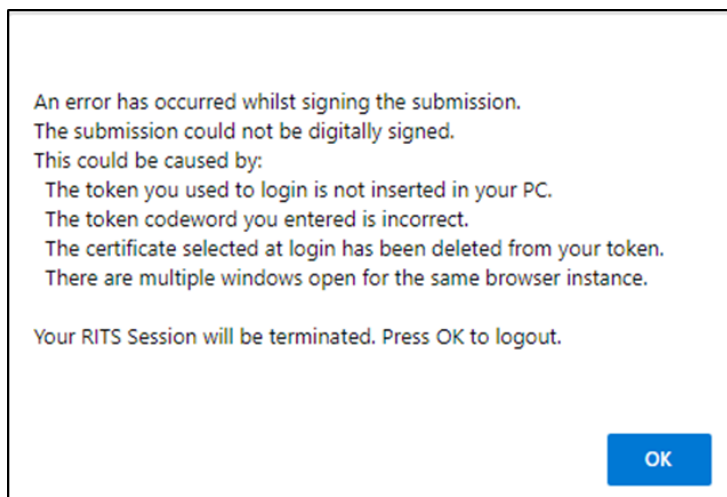 An error has occurred whilst signing the submission.
The submission could not be digitally signed.
This could be caused by:
The token you used to login is not inserted in your PC.
The token codeword you entered is incorrect.
The certificate selected at login has been deleted from your token.
There are multiple windows open for the same browser instance.
Your RITS Session will be terminated. Press OK to logout.
OK